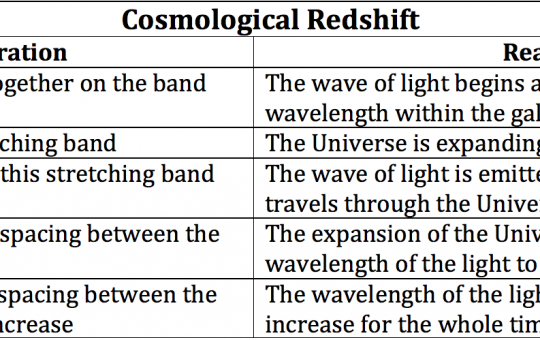 Cosmological Redshift
ration Rea
ogether on the band The wave of light begins a
wavelength within the gal
ching band The Universe is expanding
this stretching band The wave of light is emitte
travels through the Unive
spacing between the The expansion of the Univ
wavelength of the light to
spacing between the The wavelength of the ligh
ncrease increase for the whole tim